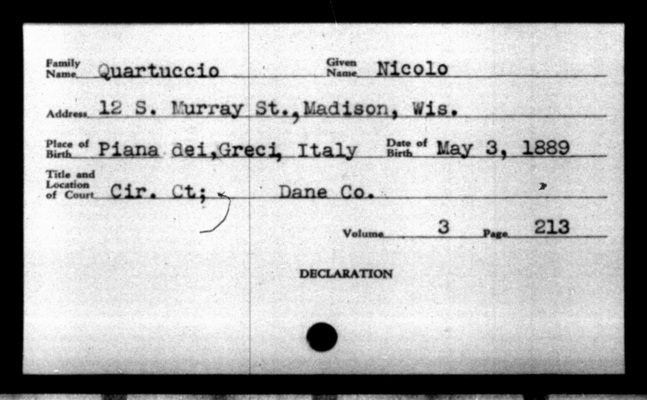 Family Name Quartuccio Given Name Nicolo
Address 12 S. Murray St., Madison, Wis.
Place of Birth Piana dei, Greci, Italy Date of Birth May 3, 1889
Title and Location of Court Cir. Ct; Dane Co.
Volume 3 Page 213
DECLARATION